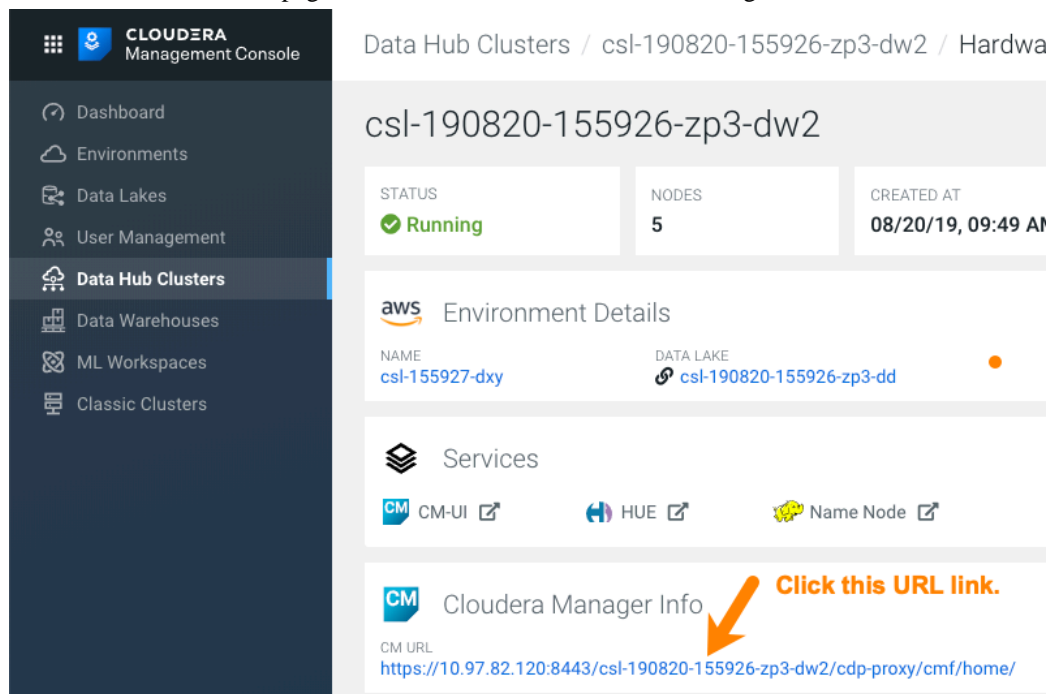 CLOUDERA
Management Console
Data Hub Clusters / csl-190820-155926-zp3-dw2 / Hardwa
Dashboard
Environments
Data Lakes
User Management
Data Hub Clusters
Data Warehouses
ML Workspaces
Classic Clusters
csl-190820-155926-zp3-dw2
STATUS
Running
NODES
5
CREATED AT
08/20/19, 09:49 AM
aws Environment Details
NAME
csl-155927-dxy
DATA LAKE
csl-190820-155926-zp3-dd
Services
CM CM-UI
HUE
Name Node
CM Cloudera Manager Info
Click this URL link.
CM URL
https://10.97.82.120:8443/csl-190820-155926-zp3-dw2/cdp-proxy/cmf/home/